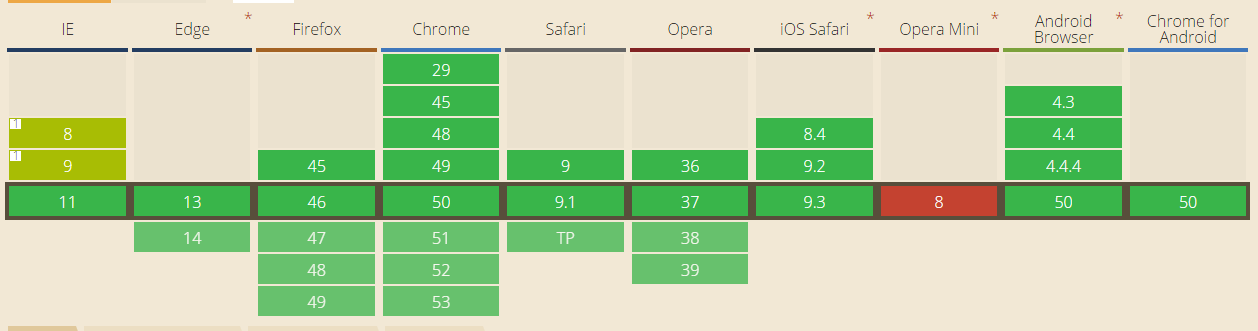 IE Edge * Firefox Chrome Safari Opera iOS Safari * Opera Mini * Android Browser * Chrome for Android
29
45 4.3
1 8 48 8.4 4.4
1 9 45 49 9 36 9.2 4.4.4
11 13 46 50 9.1 37 9.3 8 50 50
14 47 51 TP 38
48 52 39
49 53